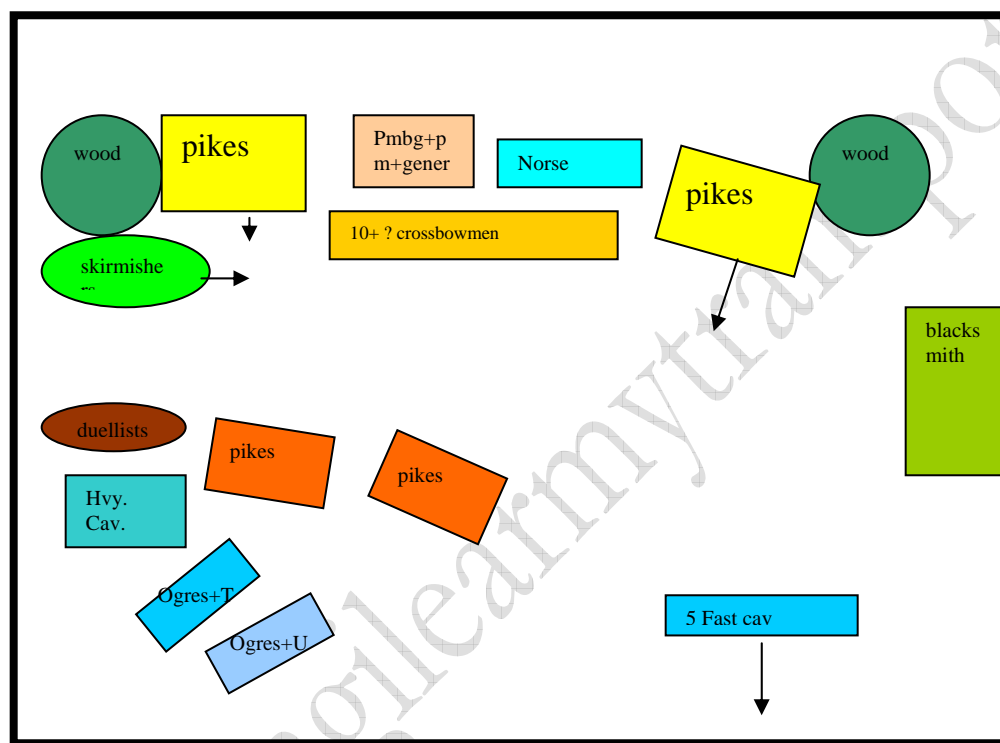 wood
pikes
Pmbg+p
m+gener
Norse
wood
pikes
10+ ? crossbowmen
skirmishe
rs
blacks
mith
duellists
pikes
pikes
Hvy.
Cav.
Ogres+T
Ogres+U
5 Fast cav